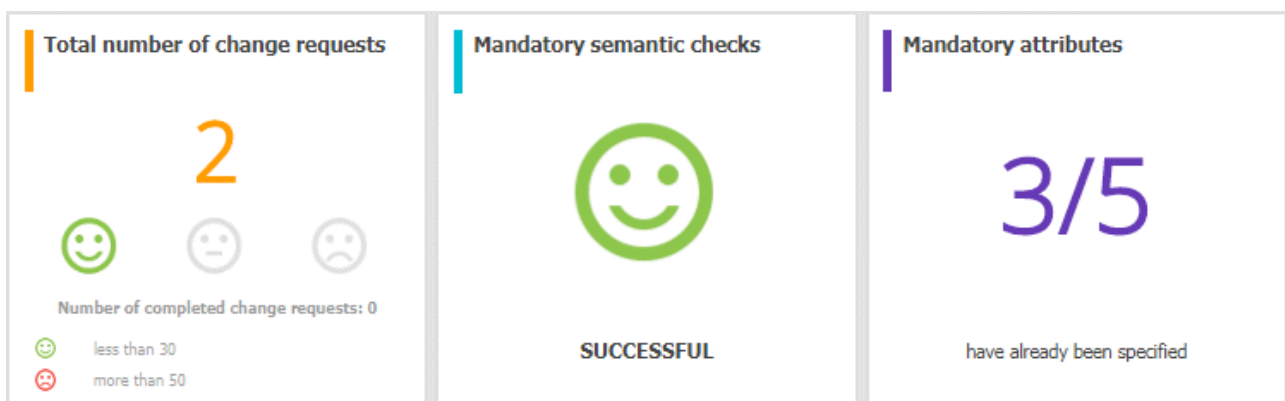 Total number of change requests
2
Number of completed change requests: 0
less than 30
more than 50
Mandatory semantic checks
SUCCESSFUL
Mandatory attributes
3/5
have already been specified